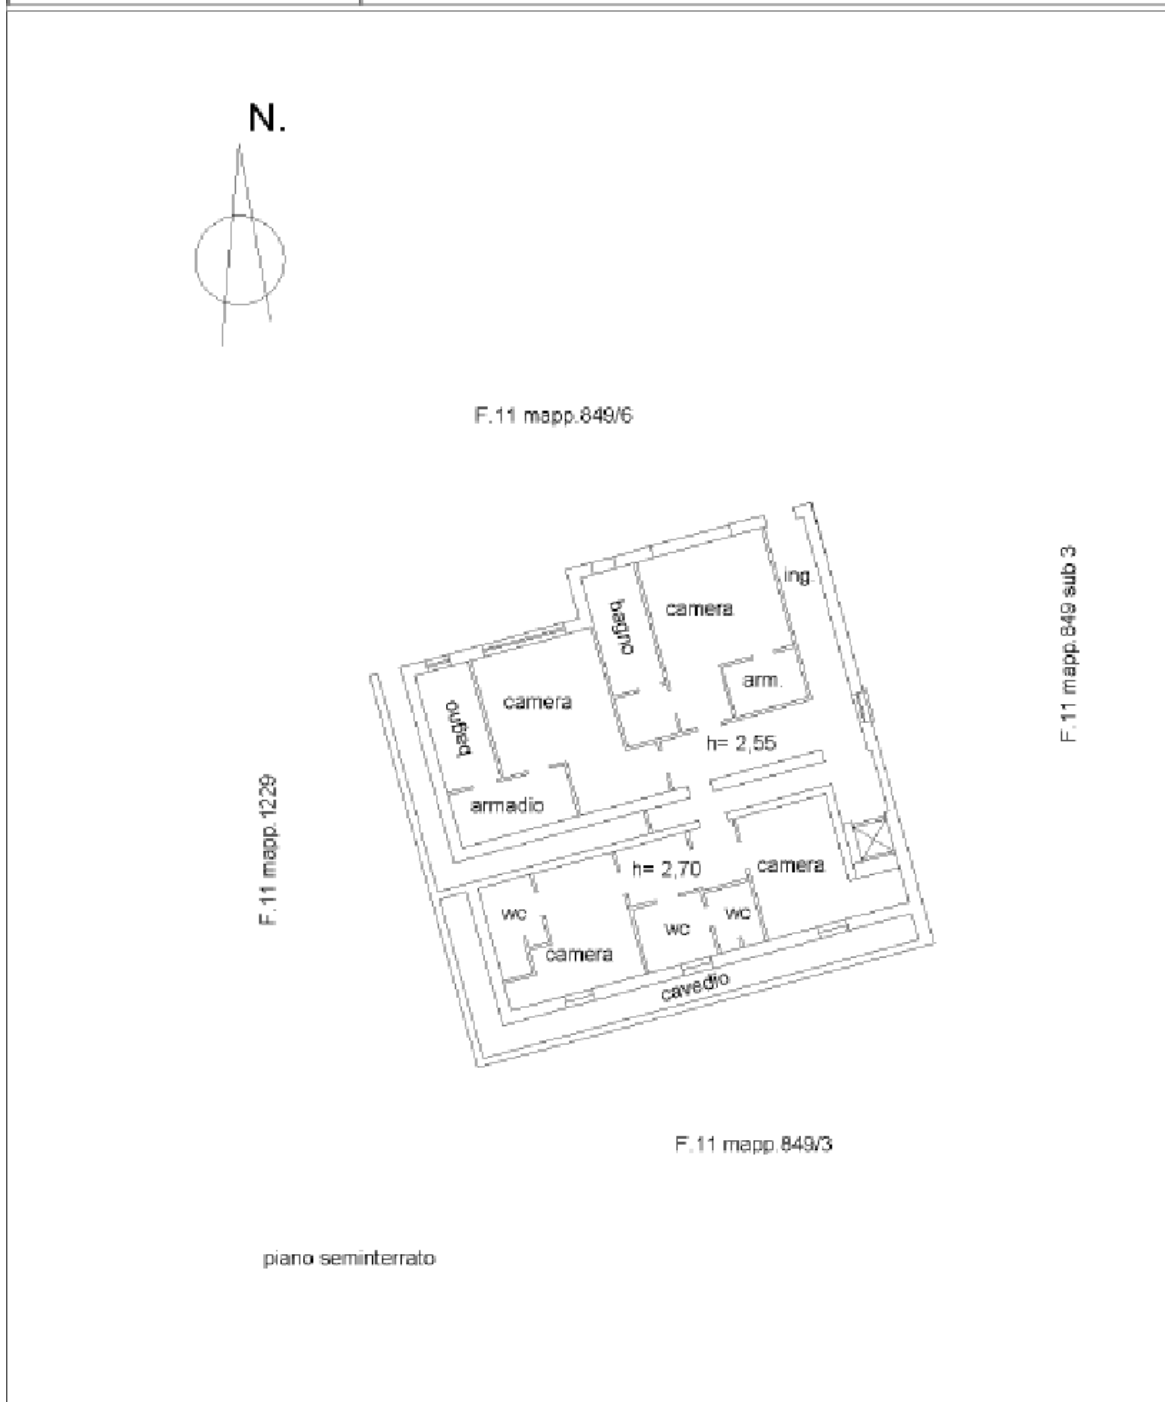 N.
F.11 mapp.849/6
F.11 mapp.849 sub 3
ing.
bagno
camera
arm.
camera
bagno
h= 2,55
armadio
F.11 mapp.1229
h= 2,70
camera
wc
wc
wc
camera
cavedio
F.11 mapp.849/3
piano seminterrato